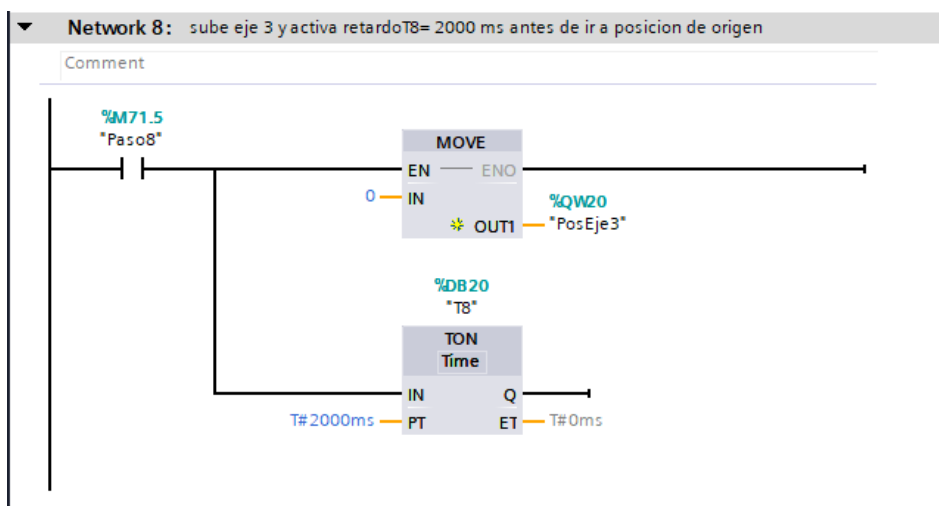 Network 8: sube eje 3 y activa retardoT8= 2000 ms antes de ir a posicion de origen
Comment
%M71.5
"Paso8"
MOVE
EN ENO
0 IN
%QW20
OUT1 "PosEje3"
%DB20
"T8"
TON
Time
IN Q
T#2000ms PT ET T#0ms